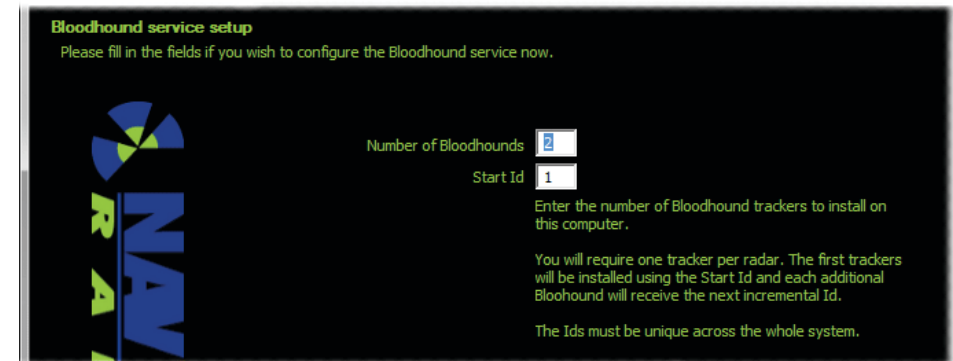 Bloodhound service setup
Please fill in the fields if you wish to configure the Bloodhound service now.
Number of Bloodhounds 2
Start Id 1
Enter the number of Bloodhound trackers to install on
this computer.
You will require one tracker per radar. The first trackers
will be installed using the Start Id and each additional
Bloohound will receive the next incremental Id.
The Ids must be unique across the whole system.
NAV
R A